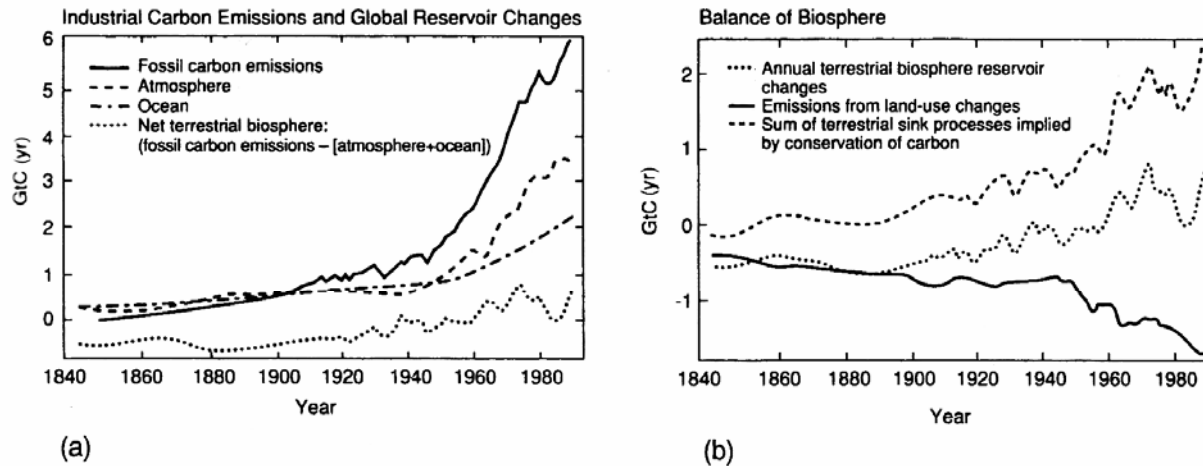 Industrial Carbon Emissions and Global Reservoir Changes
6
5
4
3
2
1
0
GtC (yr)
Fossil carbon emissions
Atmosphere
Ocean
Net terrestrial biosphere:
(fossil carbon emissions – [atmosphere+ocean])
1840 1860 1880 1900 1920 1940 1960 1980
Year
(a)
Balance of Biosphere
2
1
0
-1
GtC (yr)
Annual terrestrial biosphere reservoir
changes
Emissions from land-use changes
Sum of terrestrial sink processes implied
by conservation of carbon
1840 1860 1880 1900 1920 1940 1960 1980
Year
(b)